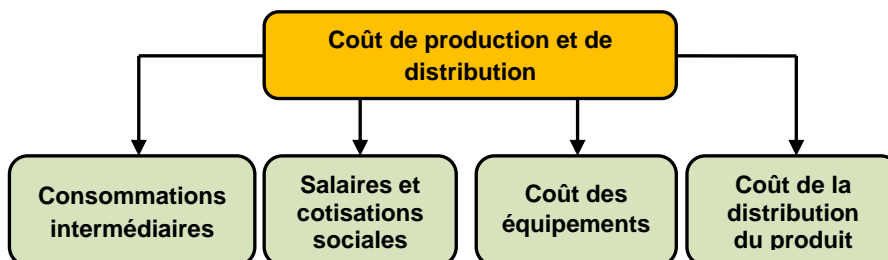 Coût de production et de
distribution
Consommations
intermédiaires
Salaires et
cotisations
sociales
Coût des
équipements
Coût de la
distribution
du produit